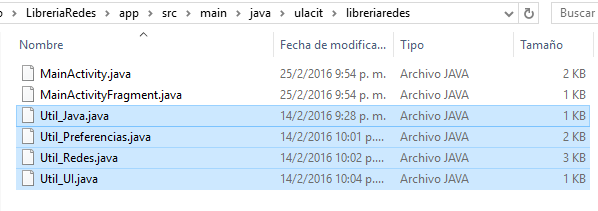 LibreriaRedes > app > src > main > java > ulacit > libreriaredes Buscar
Nombre Fecha de modifica... Tipo Tamaño
MainActivity.java 25/2/2016 9:54 p. m. Archivo JAVA 2 KB
MainActivityFragment.java 25/2/2016 9:54 p. m. Archivo JAVA 1 KB
Util_Java.java 14/2/2016 9:28 p. m. Archivo JAVA 1 KB
Util_Preferencias.java 14/2/2016 10:01 p.... Archivo JAVA 2 KB
Util_Redes.java 14/2/2016 10:02 p.... Archivo JAVA 3 KB
Util_UI.java 14/2/2016 10:04 p.... Archivo JAVA 1 KB